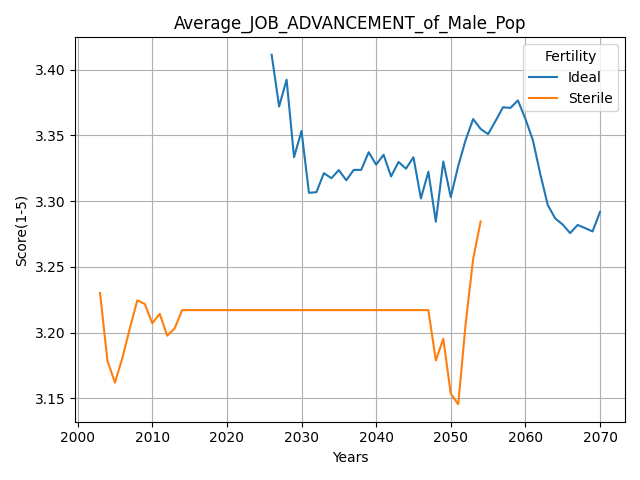 Average_JOB_ADVANCEMENT_of_Male_Pop
Fertility
Ideal
Sterile
Score(1-5)
3.40
3.35
3.30
3.25
3.20
3.15
2000 2010 2020 2030 2040 2050 2060 2070
Years